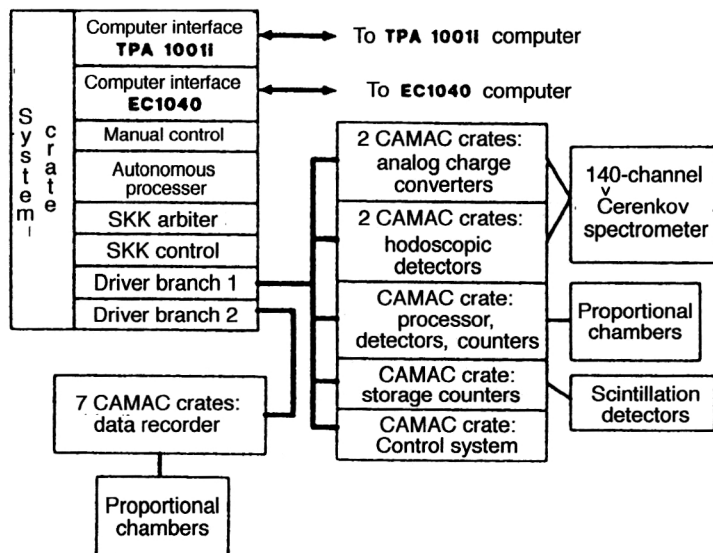 System
crate
Computer interface
TPA 1001i
Computer interface
EC1040
Manual control
Autonomous
processer
SKK arbiter
SKK control
Driver branch 1
Driver branch 2
To TPA 1001i computer
To EC1040 computer
2 CAMAC crates:
analog charge
converters
2 CAMAC crates:
hodoscopic
detectors
CAMAC crate:
processor,
detectors, counters
CAMAC crate:
storage counters
CAMAC crate:
Control system
140-channel
Čerenkov
spectrometer
Proportional
chambers
Scintillation
detectors
7 CAMAC crates:
data recorder
Proportional
chambers